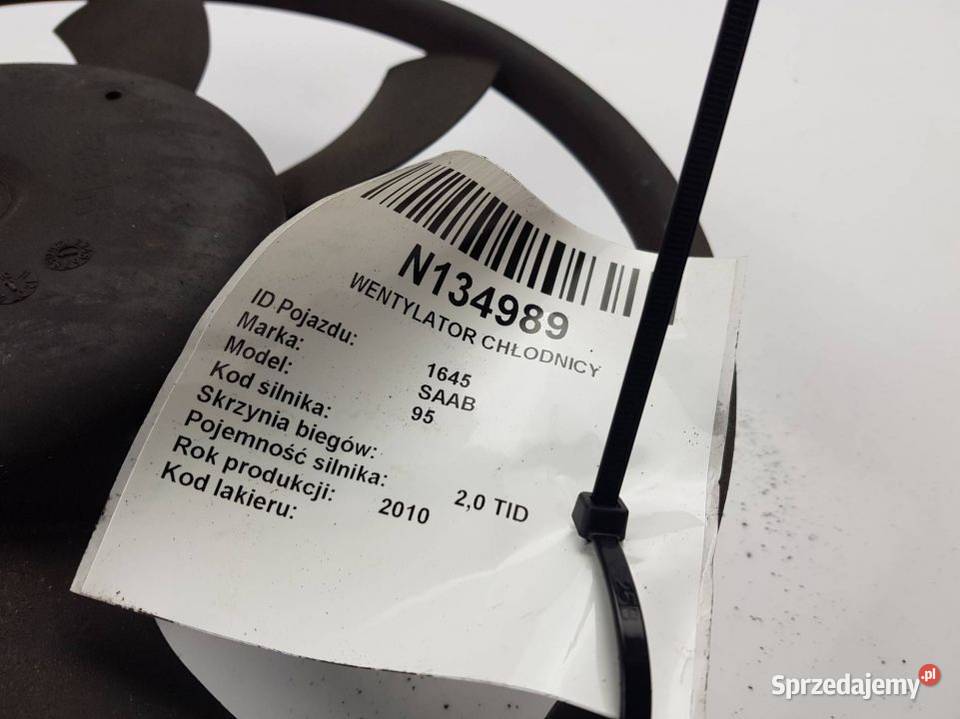 N134989
WENTYLATOR CHŁODNICY
ID Pojazdu: 1645
Marka: SAAB
Model: 95
Kod silnika:
Skrzynia biegów:
Pojemność silnika: 2,0 TID
Rok produkcji: 2010
Kod lakieru:
Sprzedajemy.pl